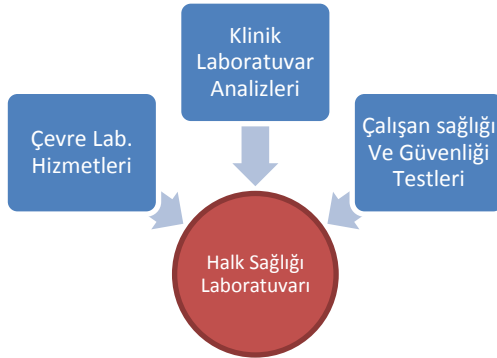 Klinik
Laboratuvar
Analizleri
Çevre Lab.
Hizmetleri
Çalışan sağlığı
Ve Güvenliği
Testleri
Halk Sağlığı
Laboratuvarı